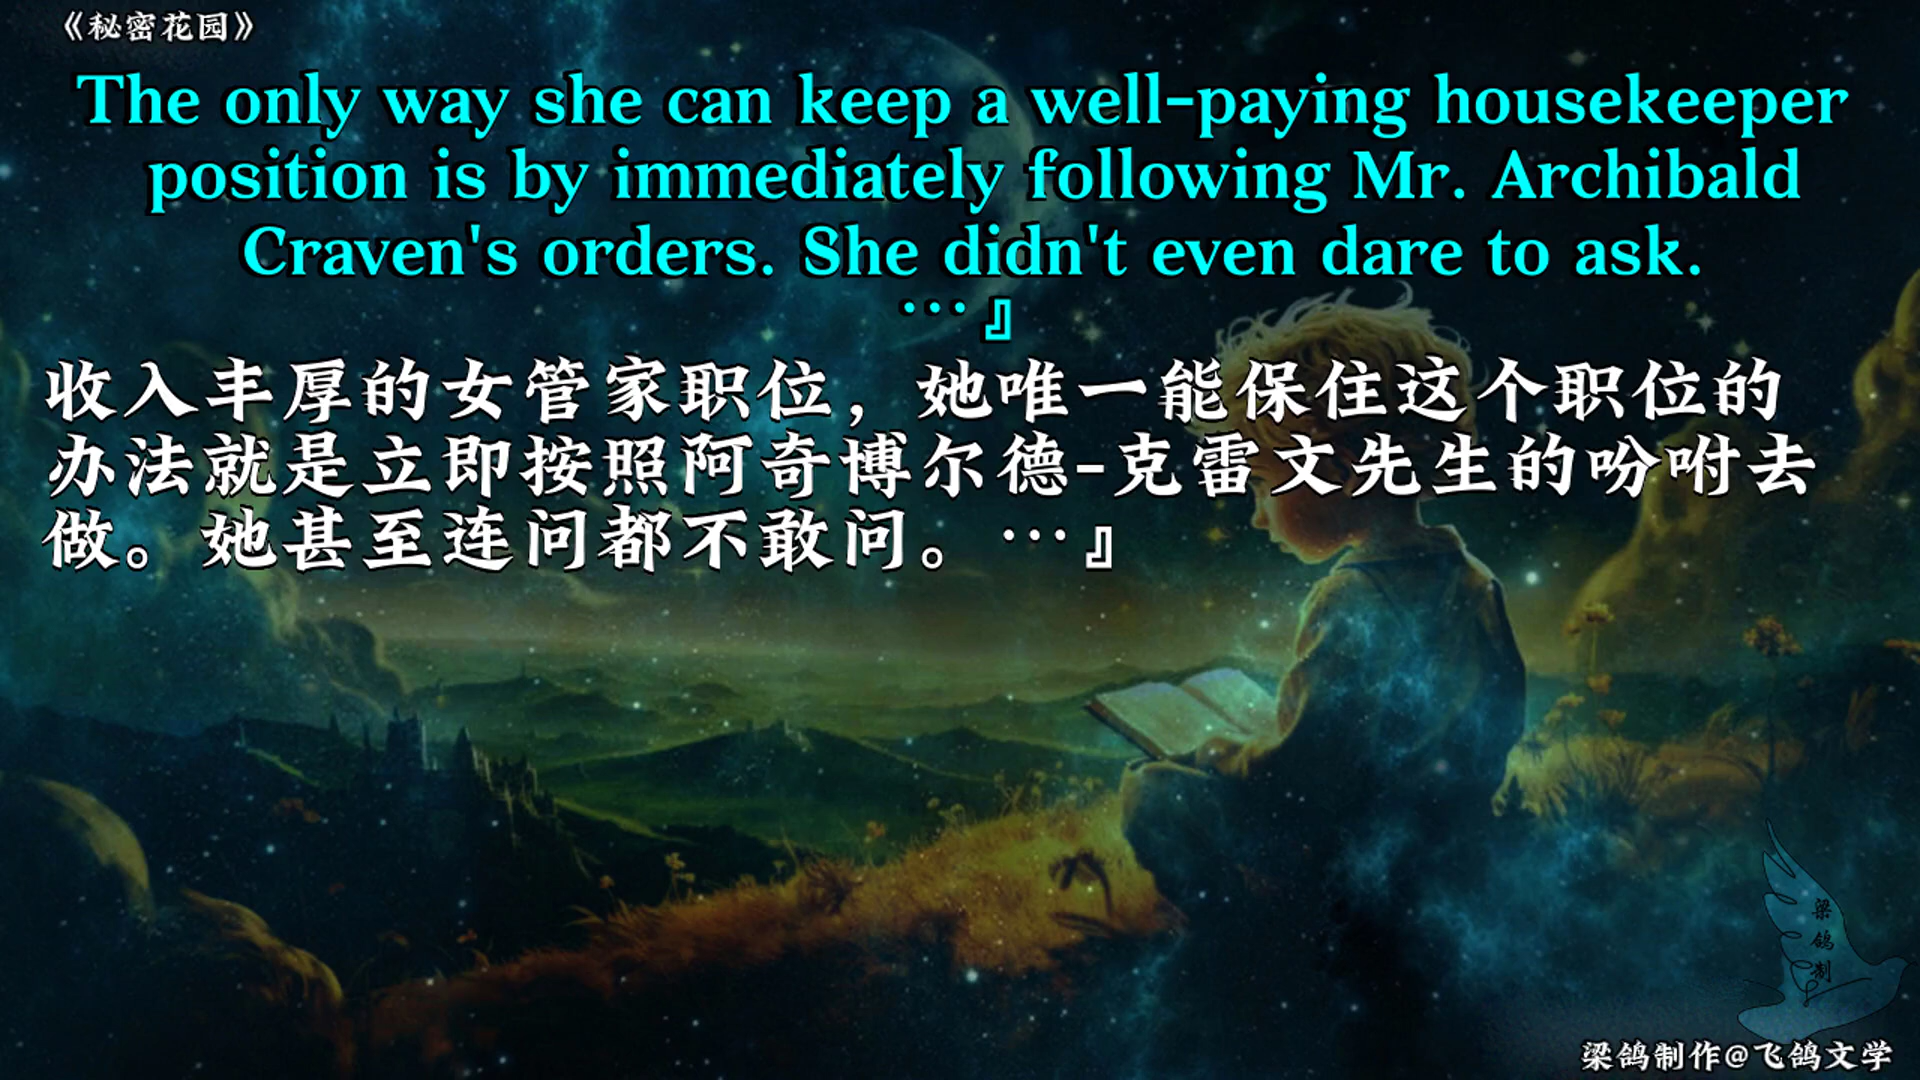 《秘密花园》
The only way she can keep a well-paying housekeeper
position is by immediately following Mr. Archibald
Craven's orders. She didn't even dare to ask.
…』
收入丰厚的女管家职位，她唯一能保住这个职位的
办法就是立即按照阿奇博尔德-克雷文先生的吩咐去
做。她甚至连问都不敢问。…』
梁
鸽
制
梁鸽制作@飞鸽文学